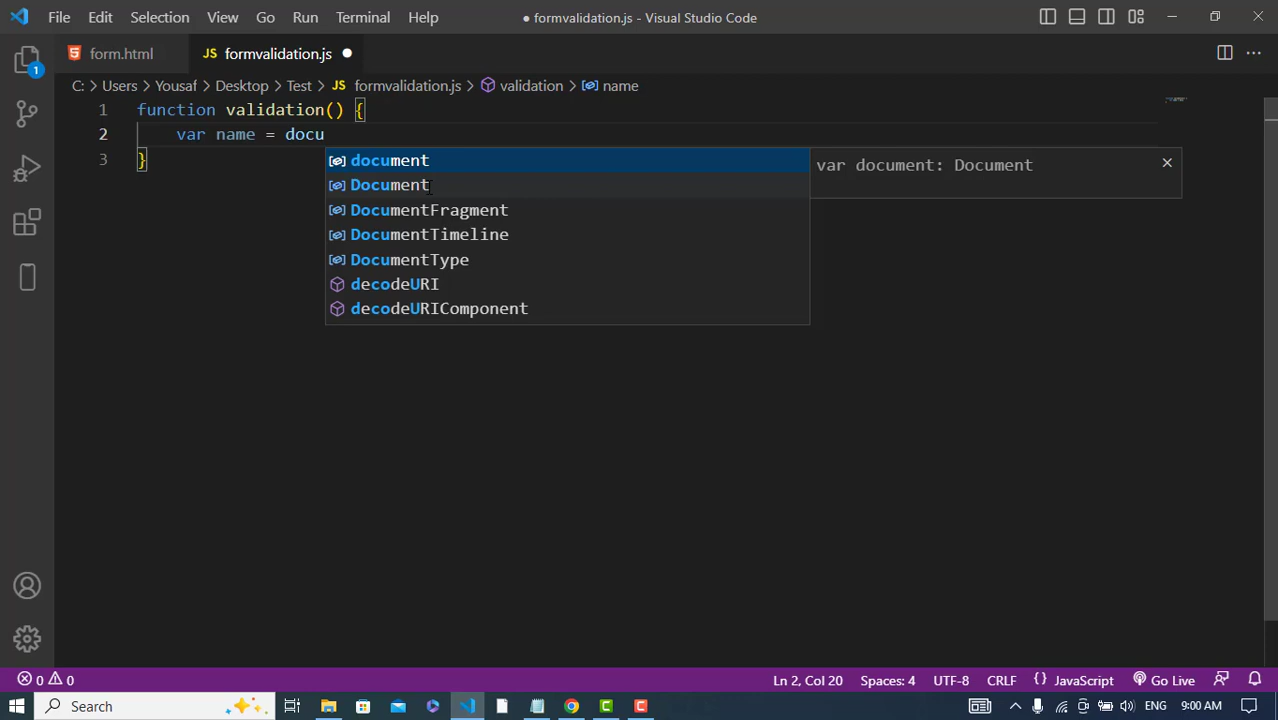 File Edit Selection View Go Run Terminal Help ● formvalidation.js - Visual Studio Code
form.html JS formvalidation.js ●
C: > Users > Yousaf > Desktop > Test > JS formvalidation.js > validation > name
1 function validation() {
2 var name = docu
3 }
document
Document
DocumentFragment
DocumentTimeline
DocumentType
decodeURI
decodeURIComponent
var document: Document
1
0 0 Ln 2, Col 20 Spaces: 4 UTF-8 CRLF {} JavaScript Go Live
Search ENG 9:00 AM